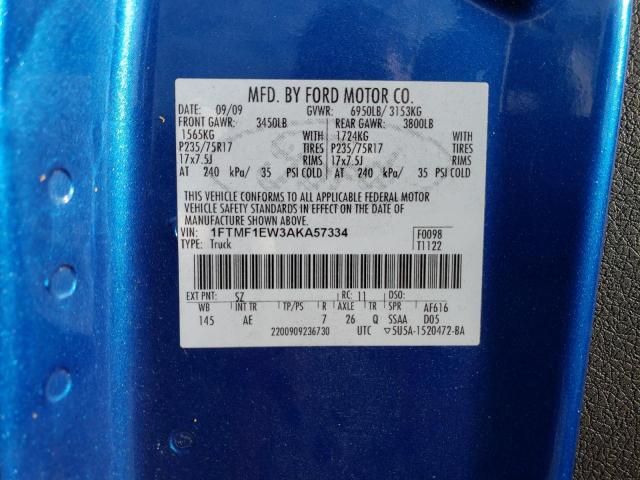 MFD. BY FORD MOTOR CO.
DATE: 09/09 GVWR: 6950LB/ 3153KG
FRONT GAWR: 3450LB REAR GAWR: 3800LB
1565KG WITH 1724KG WITH
P235/75R17 TIRES P235/75R17 TIRES
17x7.5J RIMS 17x7.5J RIMS
AT 240 kPa/ 35 PSI COLD AT 240 kPa/ 35 PSI COLD
THIS VEHICLE CONFORMS TO ALL APPLICABLE FEDERAL MOTOR
VEHICLE SAFETY STANDARDS IN EFFECT ON THE DATE OF
MANUFACTURE SHOWN ABOVE.
VIN: 1FTMF1EW3AKA57334 F0098
TYPE: Truck T1122
EXT PNT: SZ RC: 11 DSO:
WB INT TR TP/PS R AXLE TR SPR AF616
145 AE 7 26 Q SSAA D05
2200909236730 UTC ▽5U5A-1520472-BA